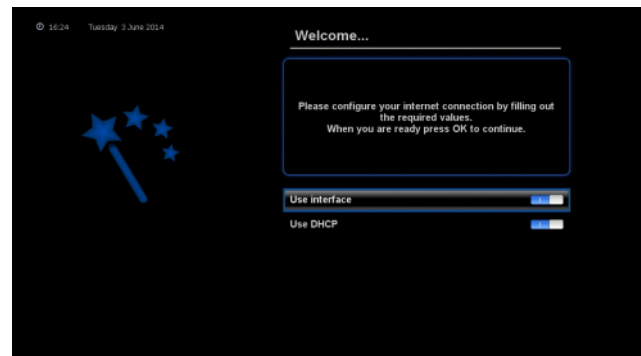 16:24 Tuesday 3 June 2014
Welcome...
Please configure your internet connection by filling out
the required values.
When you are ready press OK to continue.
Use interface
Use DHCP